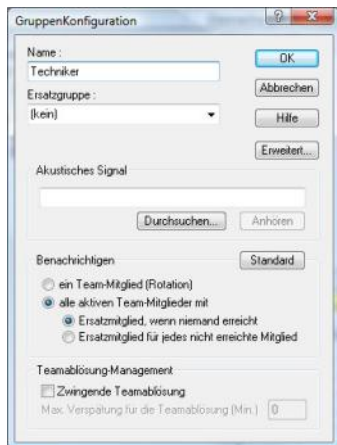 GruppenKonfiguration
Name :
Techniker
OK
Ersatzgruppe :
Abbrechen
(kein)
Hilfe
Erweitert...
Akustisches Signal
Durchsuchen...
Anhören
Benachrichtigen
Standard
ein Team-Mitglied (Rotation)
alle aktiven Team-Mitglieder mit
Ersatzmitglied, wenn niemand erreicht
Ersatzmitglied für jedes nicht erreichte Mitglied
Teamablösung-Management
Zwingende Teamablösung
Max. Verspätung für die Teamablösung (Min.)
0